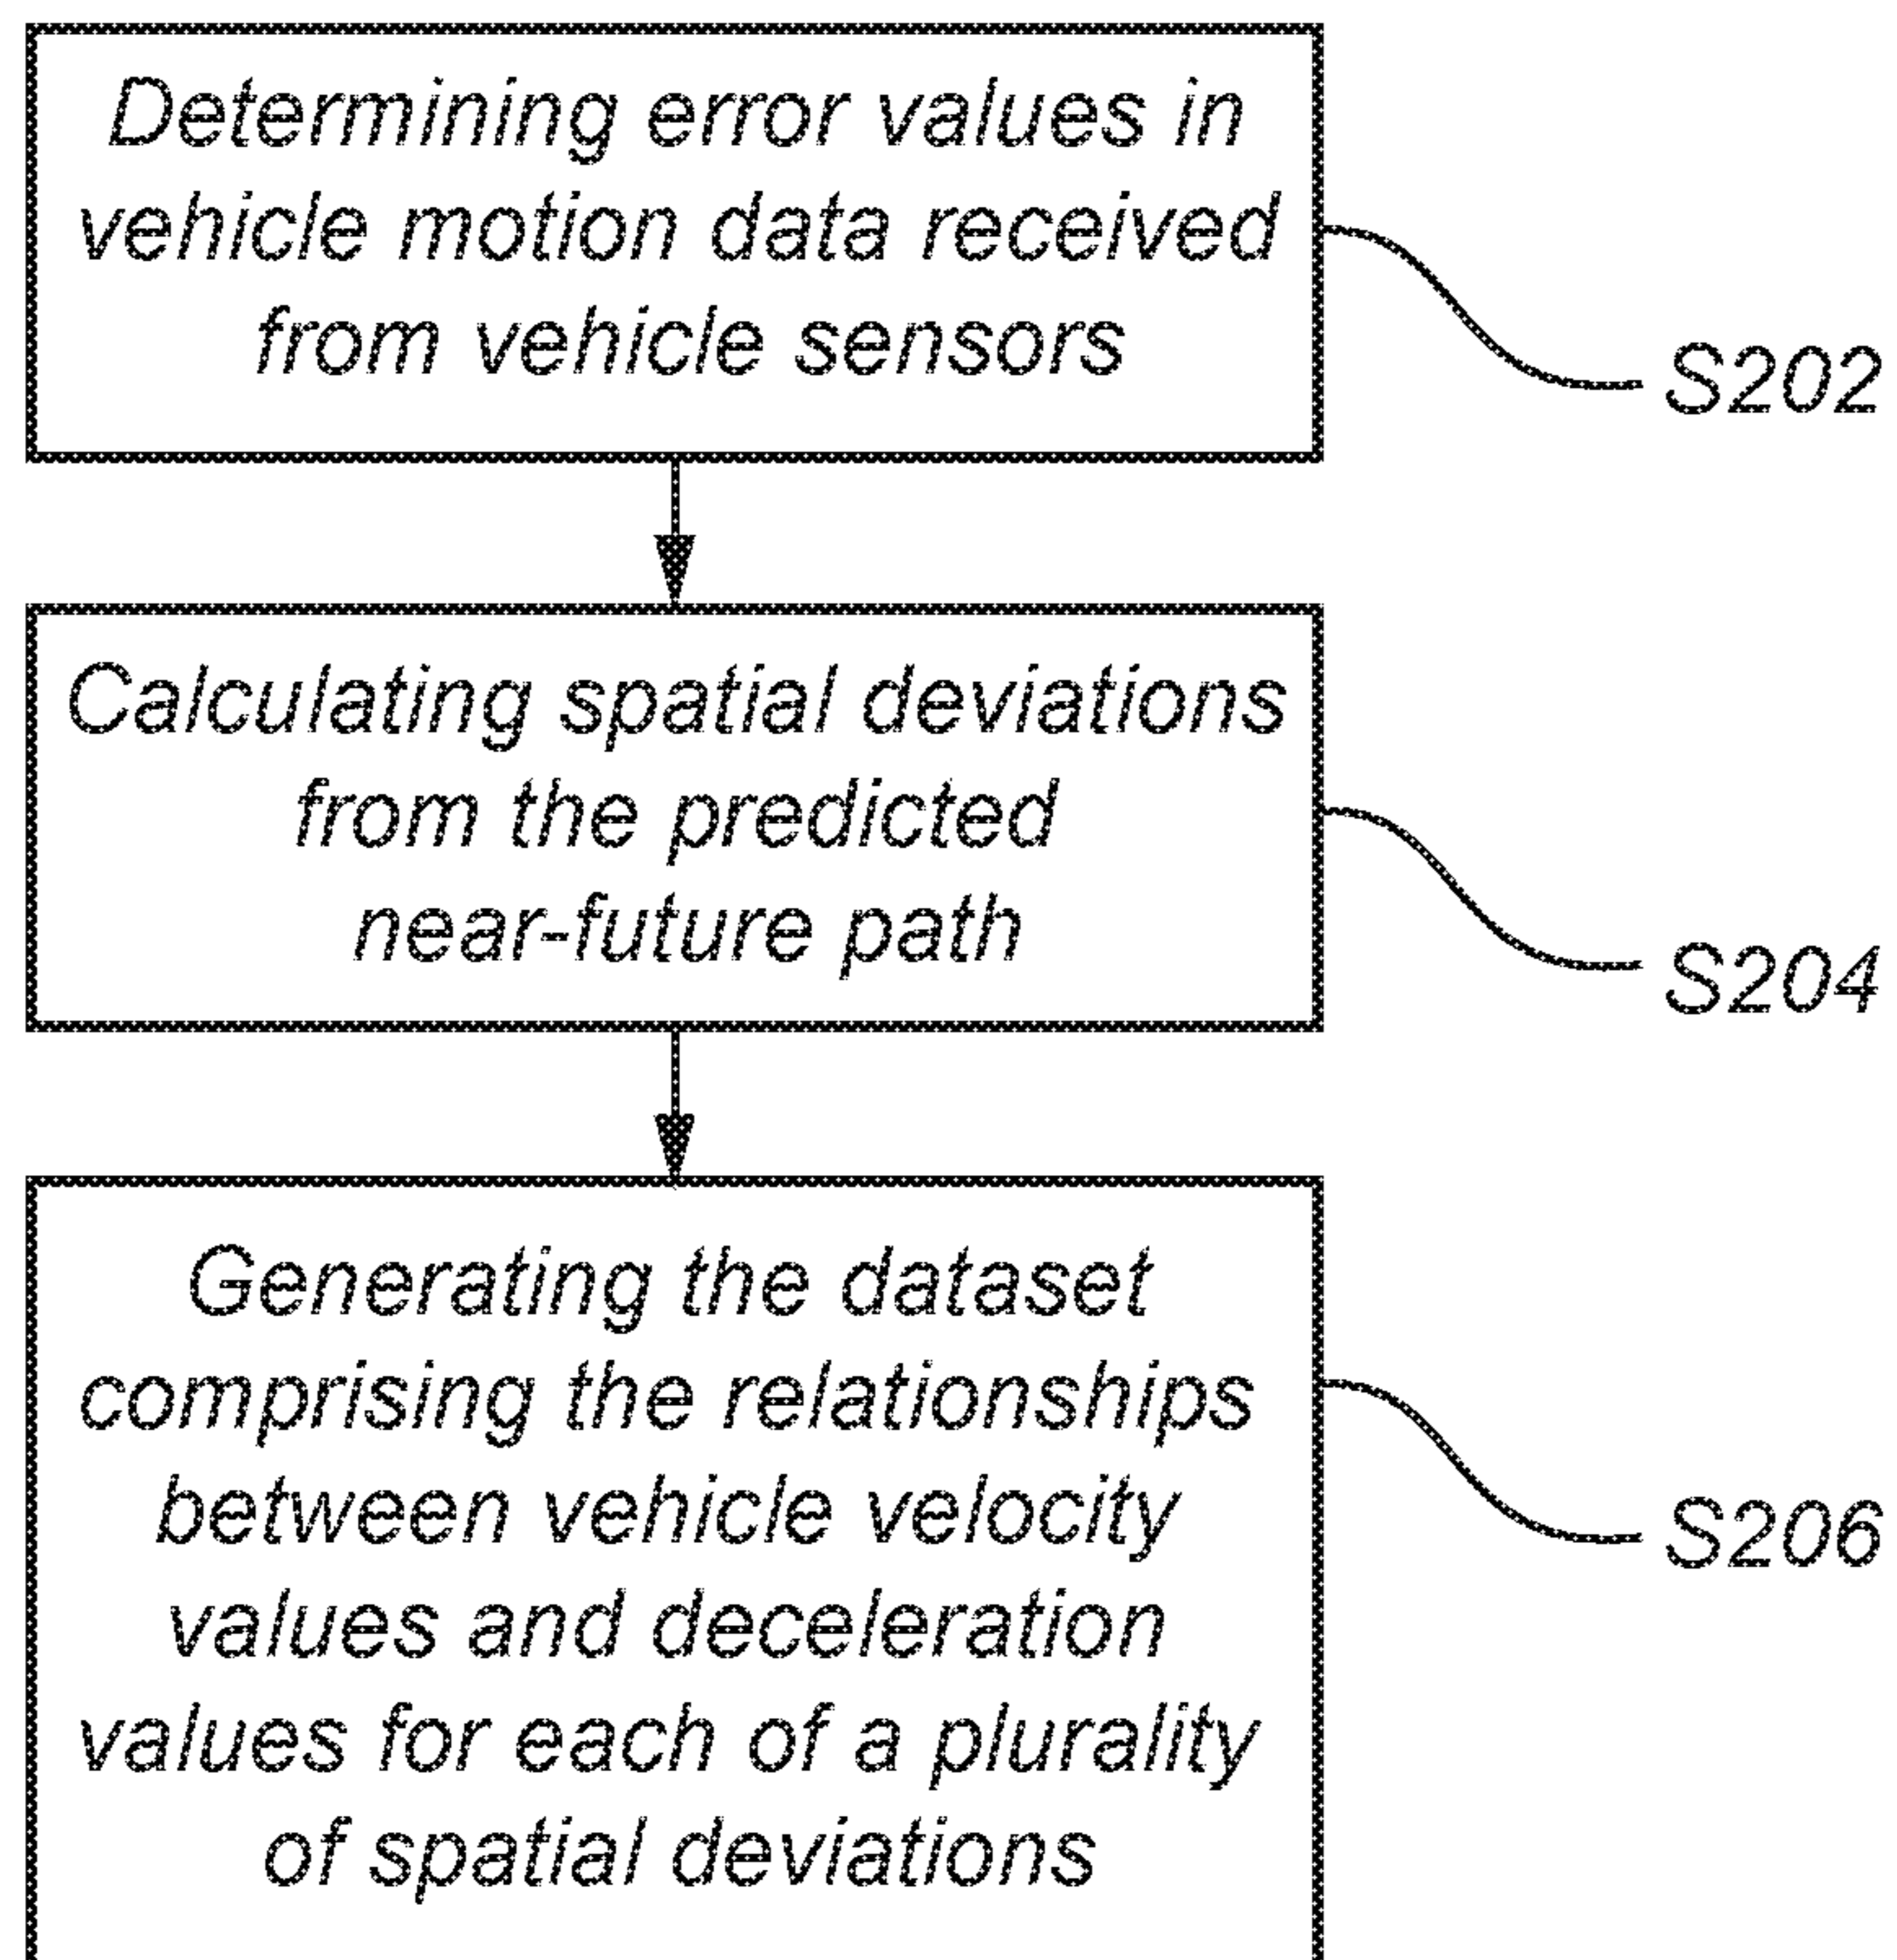 Determining error values in
vehicle motion data received
from vehicle sensors
S202
Calculating spatial deviations
from the predicted
near-future path
S204
Generating the dataset
comprising the relationships
between vehicle velocity
values and deceleration
values for each of a plurality
of spatial deviations
S206